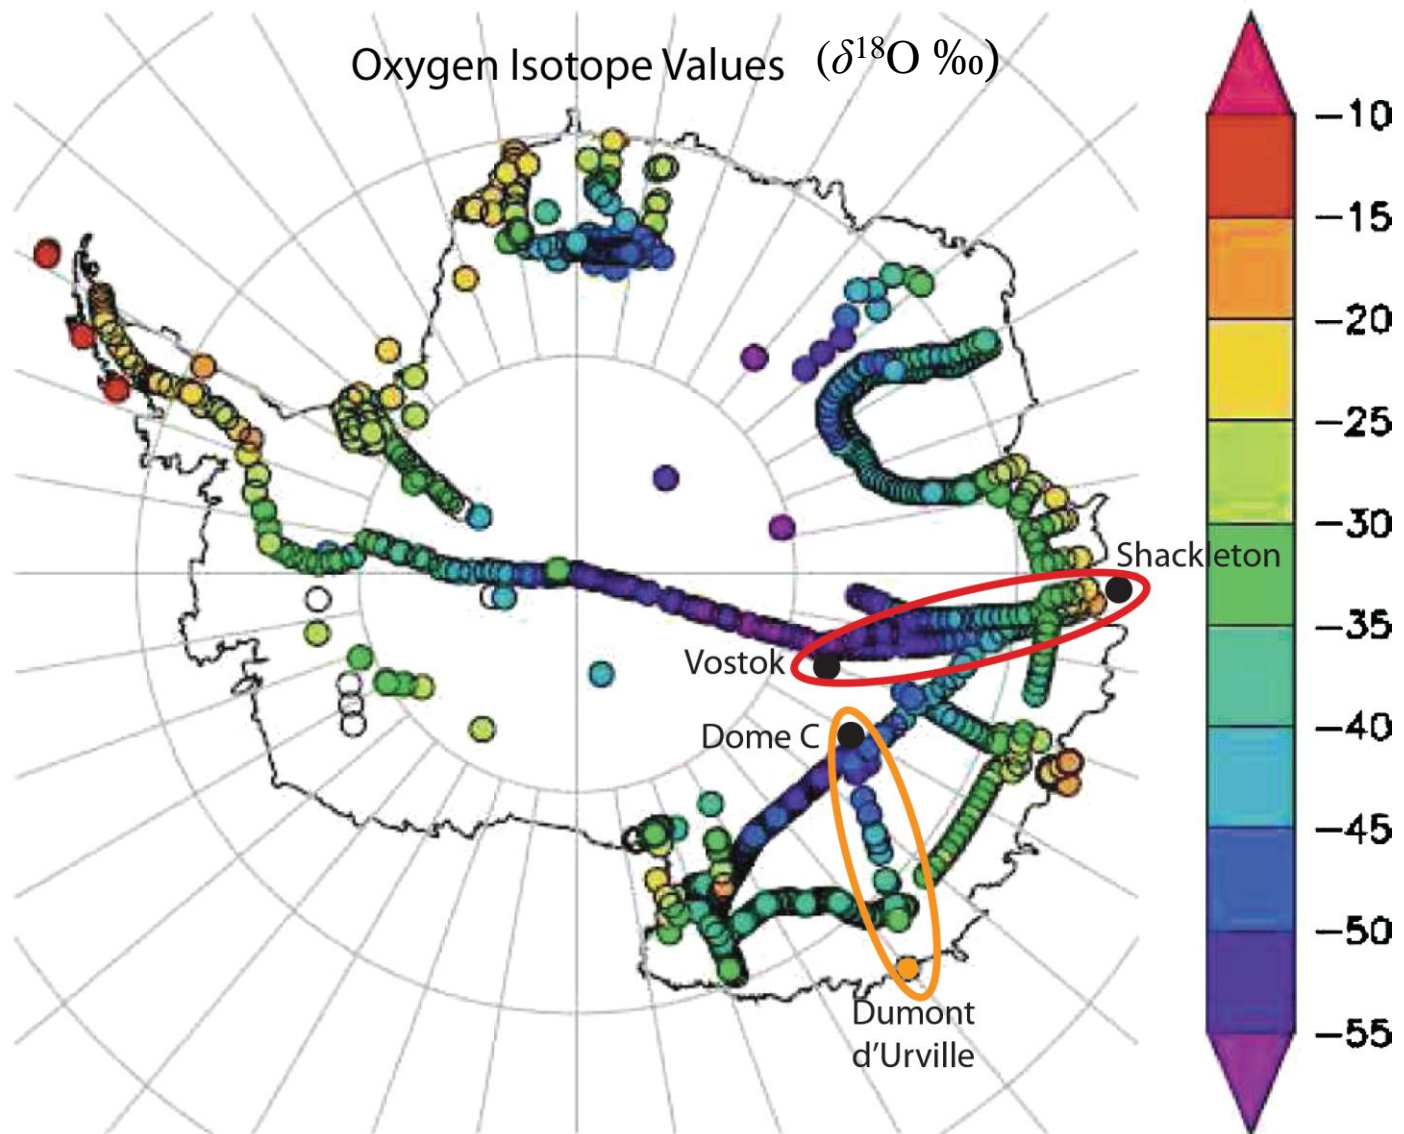 Oxygen Isotope Values (δ¹⁸O ‰)
−10
−15
−20
−25
−30
−35
−40
−45
−50
−55
Shackleton
Vostok
Dome C
Dumont
d’Urville